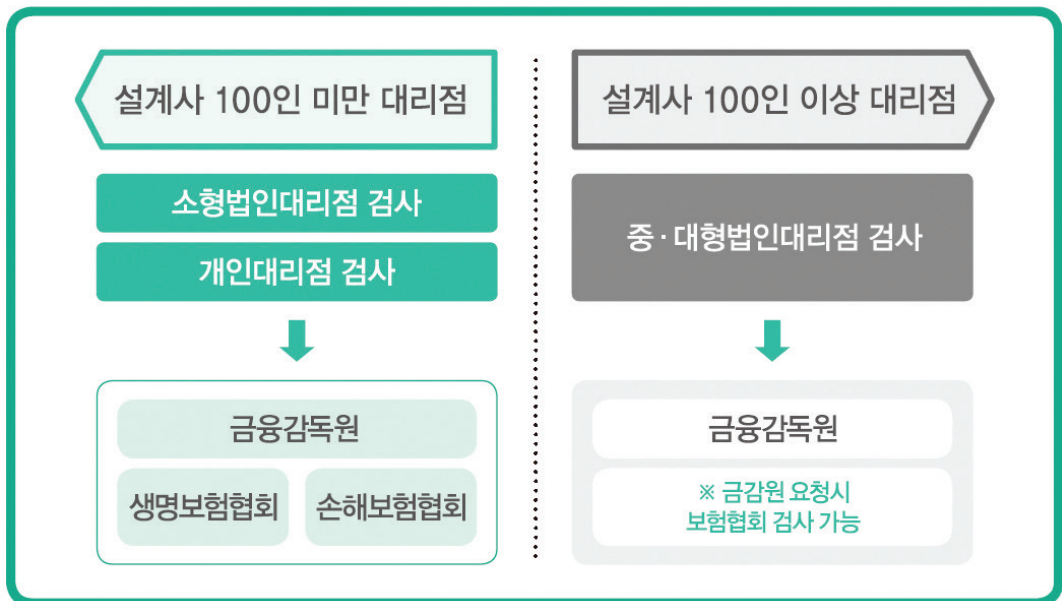 설계사 100인 미만 대리점
소형법인대리점 검사
개인대리점 검사
금융감독원
생명보험협회
손해보험협회
설계사 100인 이상 대리점
중·대형법인대리점 검사
금융감독원
※ 금감원 요청시
보험협회 검사 가능